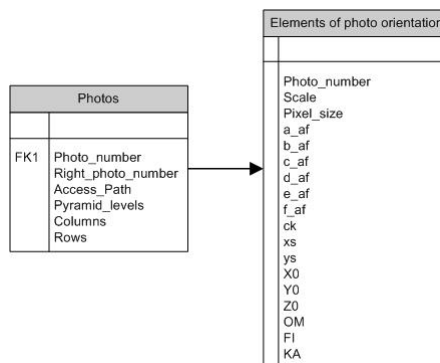 Elements of photo orientation
Photo_number
Scale
Pixel_size
a_af
b_af
c_af
d_af
e_af
f_af
ck
xs
ys
X0
Y0
Z0
OM
FI
KA
Photos
FK1 Photo_number
Right_photo_number
Access_Path
Pyramid_levels
Columns
Rows